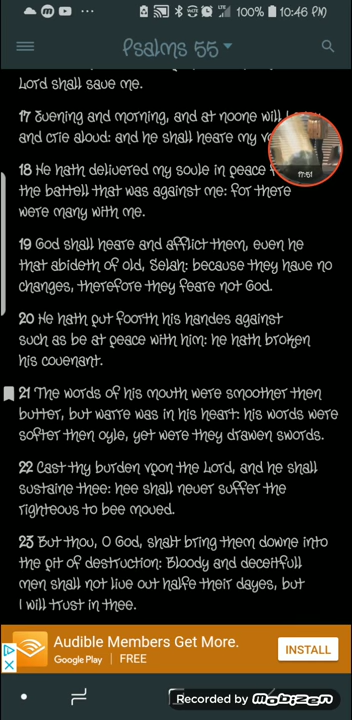 100% 10:46 PM
Psalms 55
Lord shall saue me.
17 Euening and morning, and at noone will I
and crie aloud: and he shall heare my
18 He hath deliuered my soule in peace
the battell that was against me: for there
were many with me.
19 God shall heare and afflict them, euen he
that abideth of old, Selah: because they haue no
changes, therefore they feare not God.
20 He hath put foorth his handes against
such as be at peace with him: he hath broken
his couenant.
21 The words of his mouth were smoother then
butter, but warre was in his heart: his words were
softer then oyle, yet were they drawen swords.
22 Cast thy burden vpon the Lord, and he shall
sustaine thee: hee shall neuer suffer the
righteous to bee moued.
23 But thou, O God, shalt bring them downe into
the pit of destruction: Bloody and deceitfull
men shall not liue out halfe their dayes, but
I will trust in thee.
17:51
Audible Members Get More.
Google Play | FREE
INSTALL
Recorded by mobizen